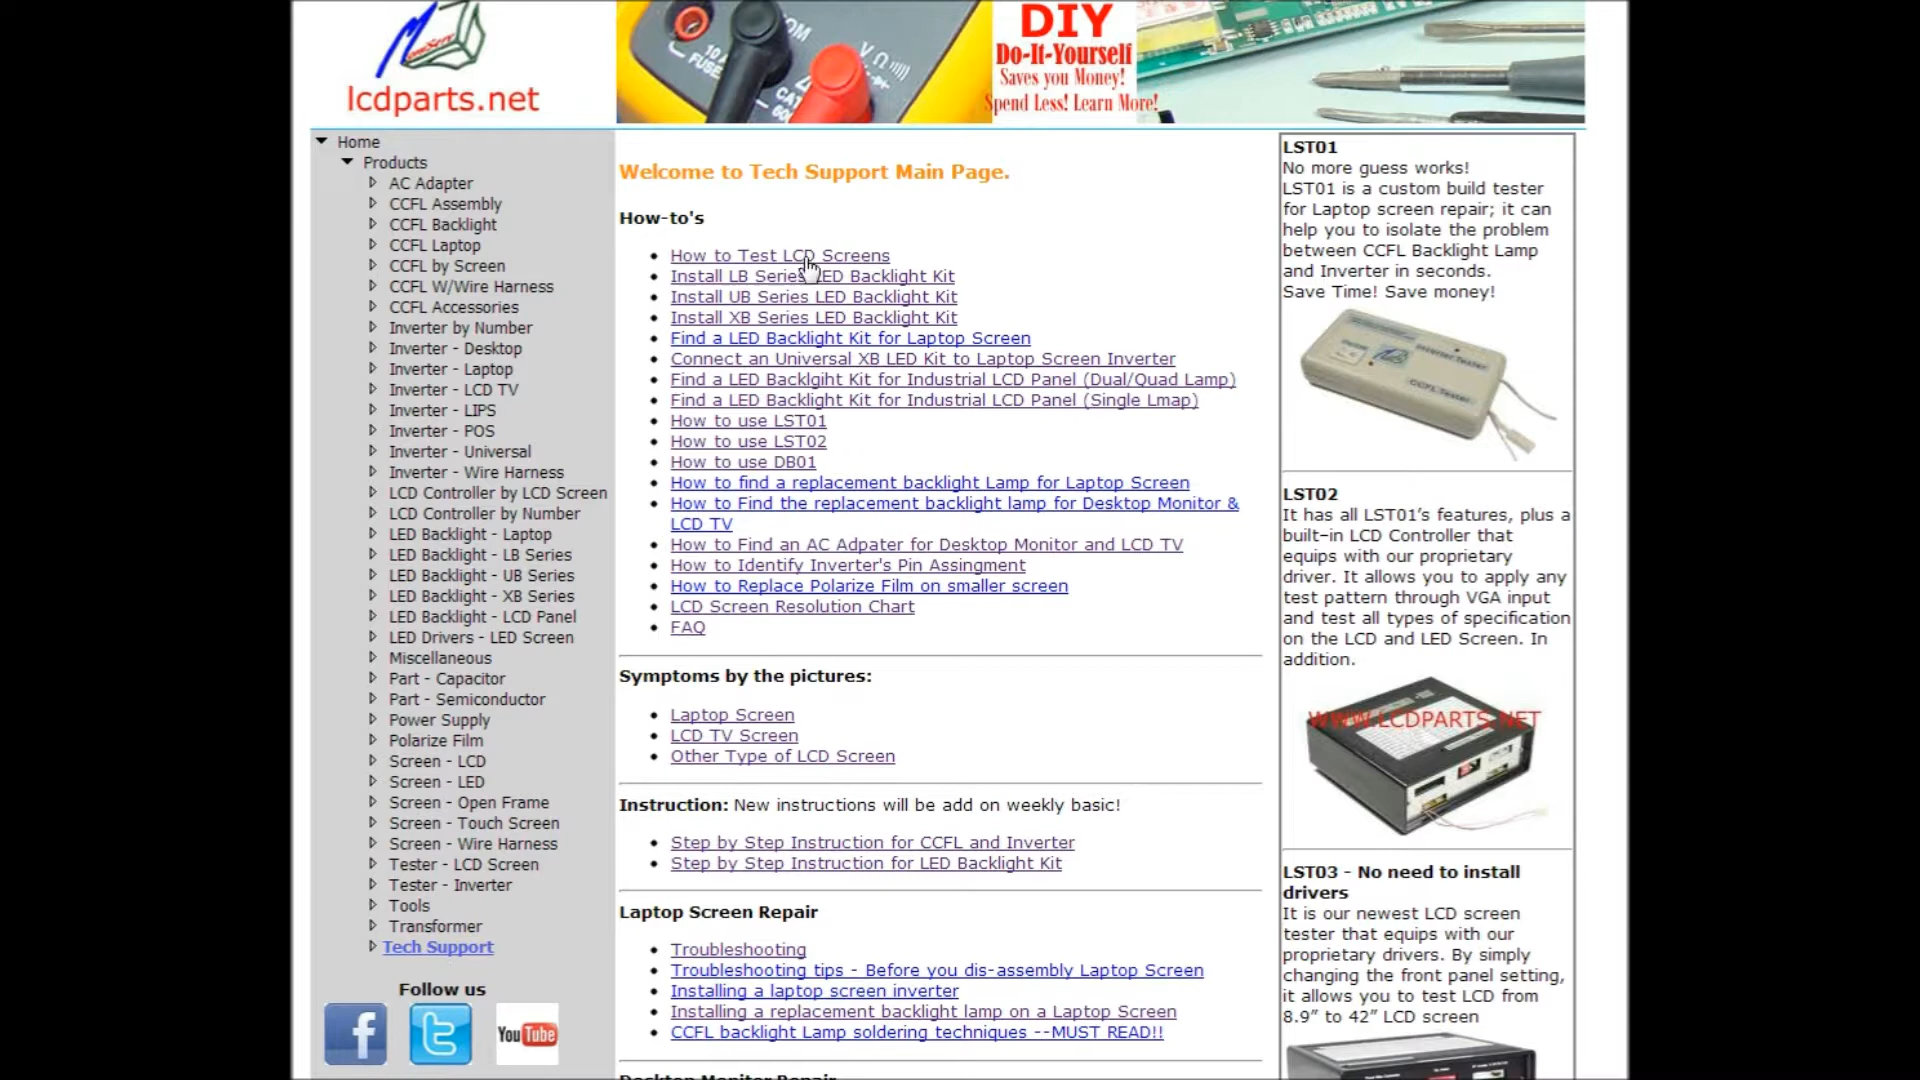 lcdparts.net
10A
FUSE
COM
CAT
VΩ
DIY
Do-It-Yourself
Saves you Money!
Spend Less! Learn More!
Home
Products
AC Adapter
CCFL Assembly
CCFL Backlight
CCFL Laptop
CCFL by Screen
CCFL W/Wire Harness
CCFL Accessories
Inverter by Number
Inverter - Desktop
Inverter - Laptop
Inverter - LCD TV
Inverter - LIPS
Inverter - POS
Inverter - Universal
Inverter - Wire Harness
LCD Controller by LCD Screen
LCD Controller by Number
LED Backlight - Laptop
LED Backlight - LB Series
LED Backlight - UB Series
LED Backlight - XB Series
LED Backlight - LCD Panel
LED Drivers - LED Screen
Miscellaneous
Part - Capacitor
Part - Semiconductor
Power Supply
Polarize Film
Screen - LCD
Screen - LED
Screen - Open Frame
Screen - Touch Screen
Screen - Wire Harness
Tester - LCD Screen
Tester - Inverter
Tools
Transformer
Tech Support
Follow us
f
t
You Tube
Welcome to Tech Support Main Page.
How-to's
How to Test LCD Screens
Install LB Series LED Backlight Kit
Install UB Series LED Backlight Kit
Install XB Series LED Backlight Kit
Find a LED Backlight Kit for Laptop Screen
Connect an Universal XB LED Kit to Laptop Screen Inverter
Find a LED Backlgiht Kit for Industrial LCD Panel (Dual/Quad Lamp)
Find a LED Backlight Kit for Industrial LCD Panel (Single Lmap)
How to use LST01
How to use LST02
How to use DB01
How to find a replacement backlight Lamp for Laptop Screen
How to Find the replacement backlight lamp for Desktop Monitor &
LCD TV
How to Find an AC Adpater for Desktop Monitor and LCD TV
How to Identify Inverter's Pin Assingment
How to Replace Polarize Film on smaller screen
LCD Screen Resolution Chart
FAQ
Symptoms by the pictures:
Laptop Screen
LCD TV Screen
Other Type of LCD Screen
Instruction: New instructions will be add on weekly basic!
Step by Step Instruction for CCFL and Inverter
Step by Step Instruction for LED Backlight Kit
Laptop Screen Repair
Troubleshooting
Troubleshooting tips - Before you dis-assembly Laptop Screen
Installing a laptop screen inverter
Installing a replacement backlight lamp on a Laptop Screen
CCFL backlight Lamp soldering techniques --MUST READ!!
Desktop Monitor Repair
LST01
No more guess works!
LST01 is a custom build tester
for Laptop screen repair; it can
help you to isolate the problem
between CCFL Backlight Lamp
and Inverter in seconds.
Save Time! Save money!
Inverter Tester
CCFL Tester
LST02
It has all LST01’s features, plus a
built–in LCD Controller that
equips with our proprietary
driver. It allows you to apply any
test pattern through VGA input
and test all types of specification
on the LCD and LED Screen. In
addition.
WWW.LCDPARTS.NET
LST03 - No need to install
drivers
It is our newest LCD screen
tester that equips with our
proprietary drivers. By simply
changing the front panel setting,
it allows you to test LCD from
8.9” to 42” LCD screen